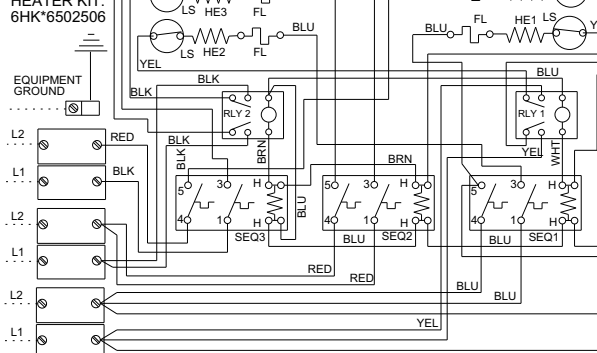 HEATER KIT:
6HK*6502506
LS HE3 FL
LS HE2 FL
BLU
YEL
BLU FL HE1 LS Y
EQUIPMENT
GROUND
BLK
BLK
RLY 2
BLU
RLY 1
L2
RED
BLK
BLK
BRN
YEL
WHT
BRN
L1
BLK
5 3 H
4 1 H
SEQ3
BLU
5 3 H
4 1 H
SEQ2
BLU
5 3 H
4 1 H
SEQ1
BLU
L2
L1
RED
RED
L2
BLU
BLU
L1
YEL